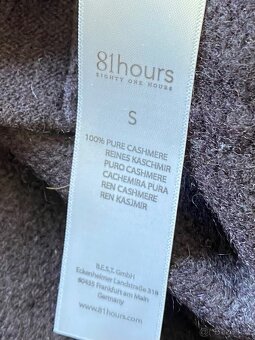 81hours
EIGHTY ONE HOURS
S
100% PURE CASHMERE
REINES KASCHMIR
PURO CASHMERE
CACHEMIRA PURA
REN CASHMERE
REN KASJMIR
B.E.S.T. GmbH
Eckenheimer Landstraße 319
60435 Frankfurt am Main
Germany
www.81hours.com